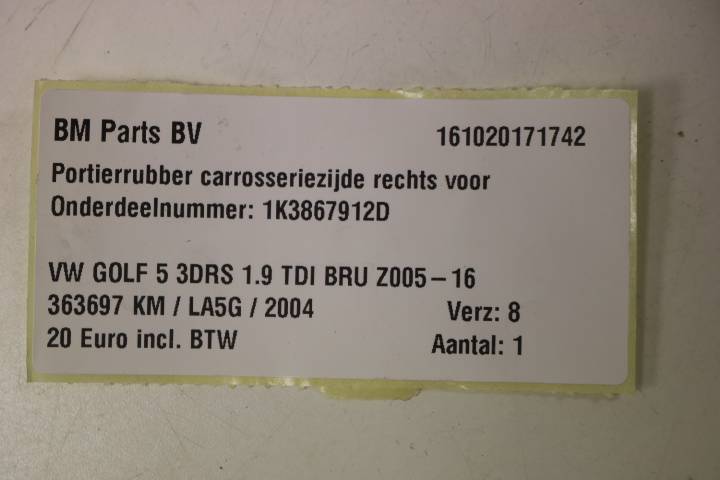 BM Parts BV 161020171742
Portierrubber carrosseriezijde rechts voor
Onderdeelnummer: 1K3867912D
VW GOLF 5 3DRS 1.9 TDI BRU Z005-16
363697 KM / LA5G / 2004 Verz: 8
20 Euro incl. BTW Aantal: 1